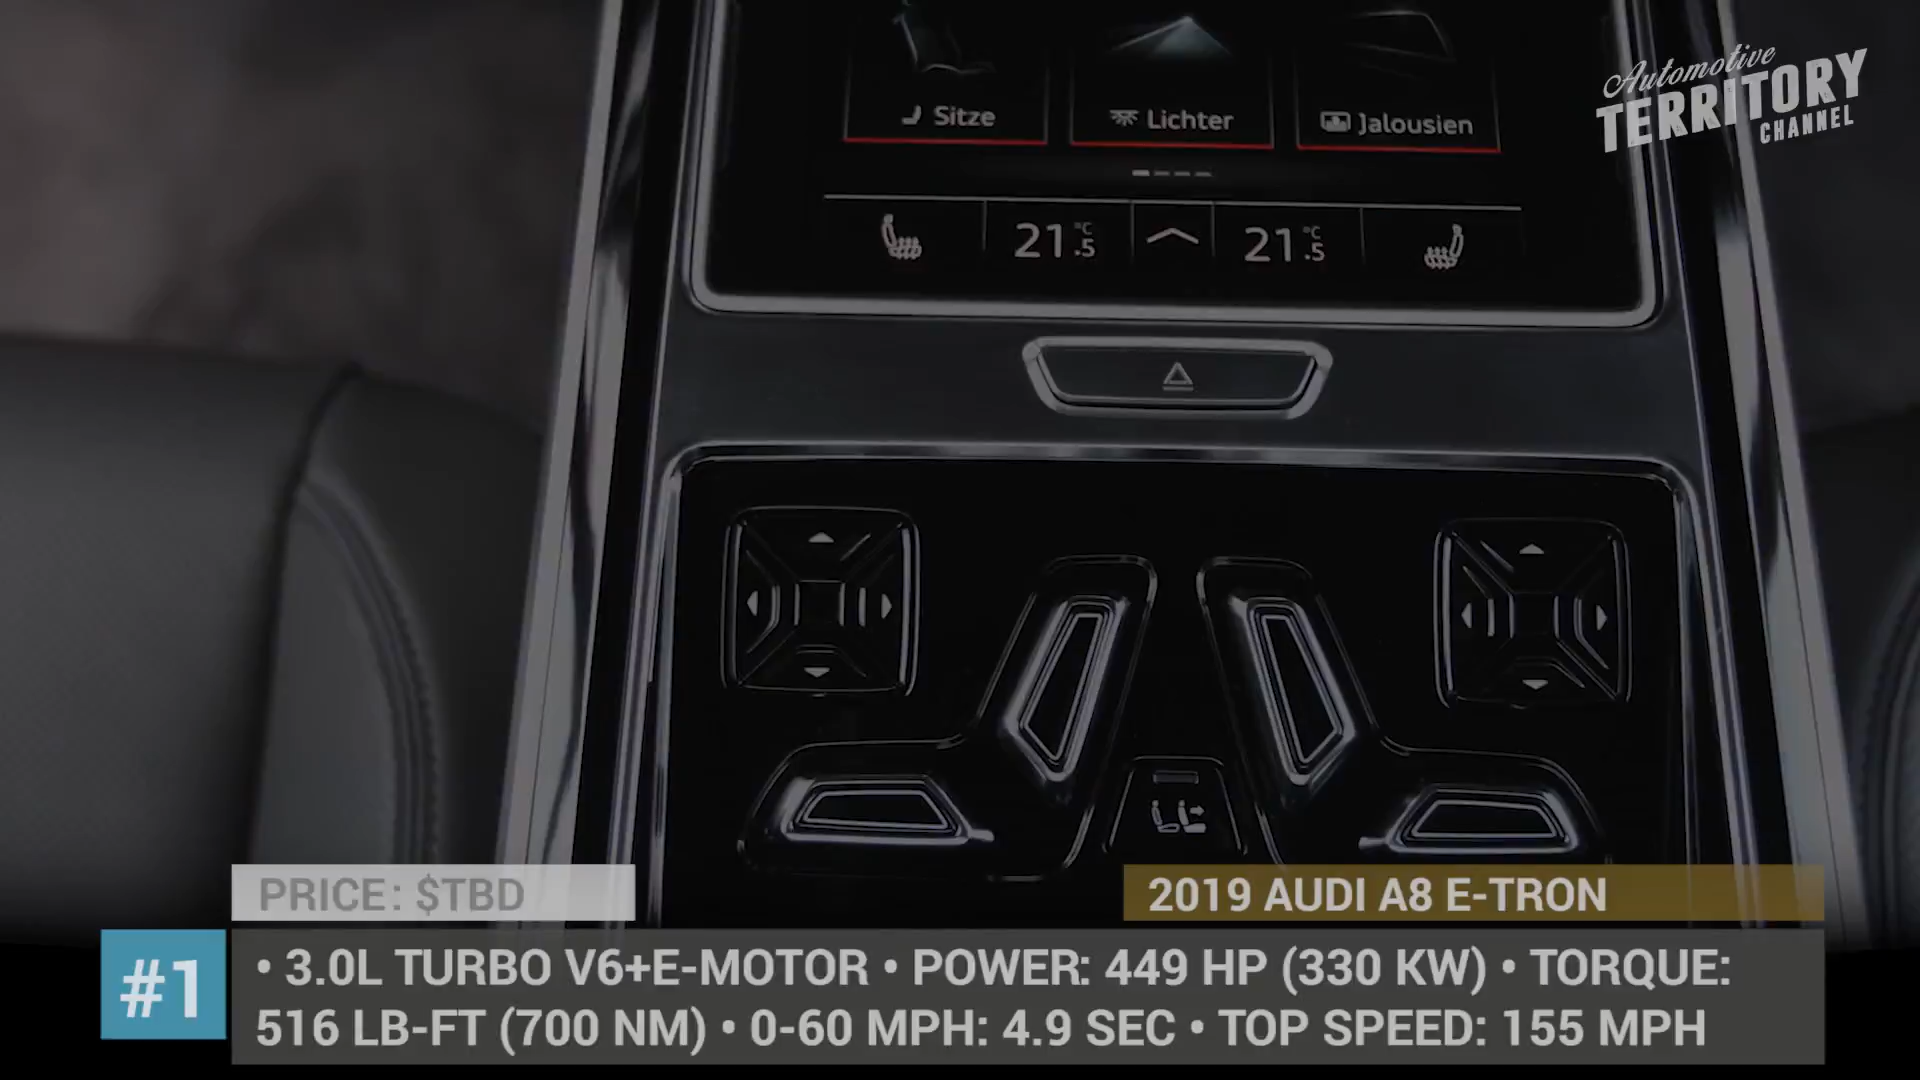 Automotive
TERRITORY
CHANNEL
Sitze
Lichter
Jalousien
21.5 °C
21.5 °C
PRICE: $TBD
2019 AUDI A8 E-TRON
#1
• 3.0L TURBO V6+E-MOTOR • POWER: 449 HP (330 KW) • TORQUE:
516 LB-FT (700 NM) • 0-60 MPH: 4.9 SEC • TOP SPEED: 155 MPH